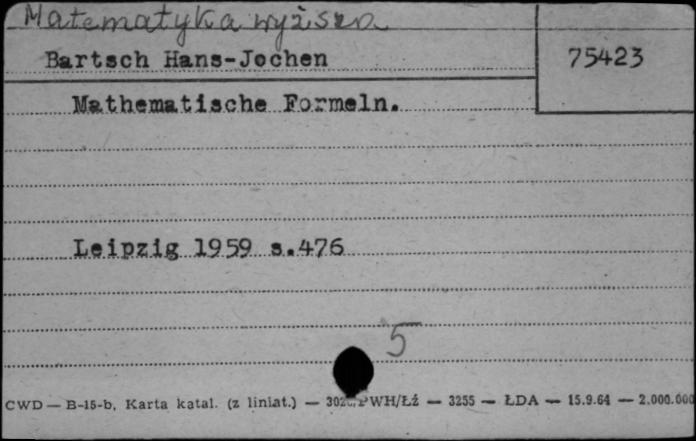 Matematyka wyższa
Bartsch Hans-Jochen
75423
Mathematische Formeln.
Leipzig 1959 s.476
5
CWD — B-15-b, Karta katal. (z liniat.) — PWH/Łź — 3255 — ŁDA — 15.9.64 — 2.000.000